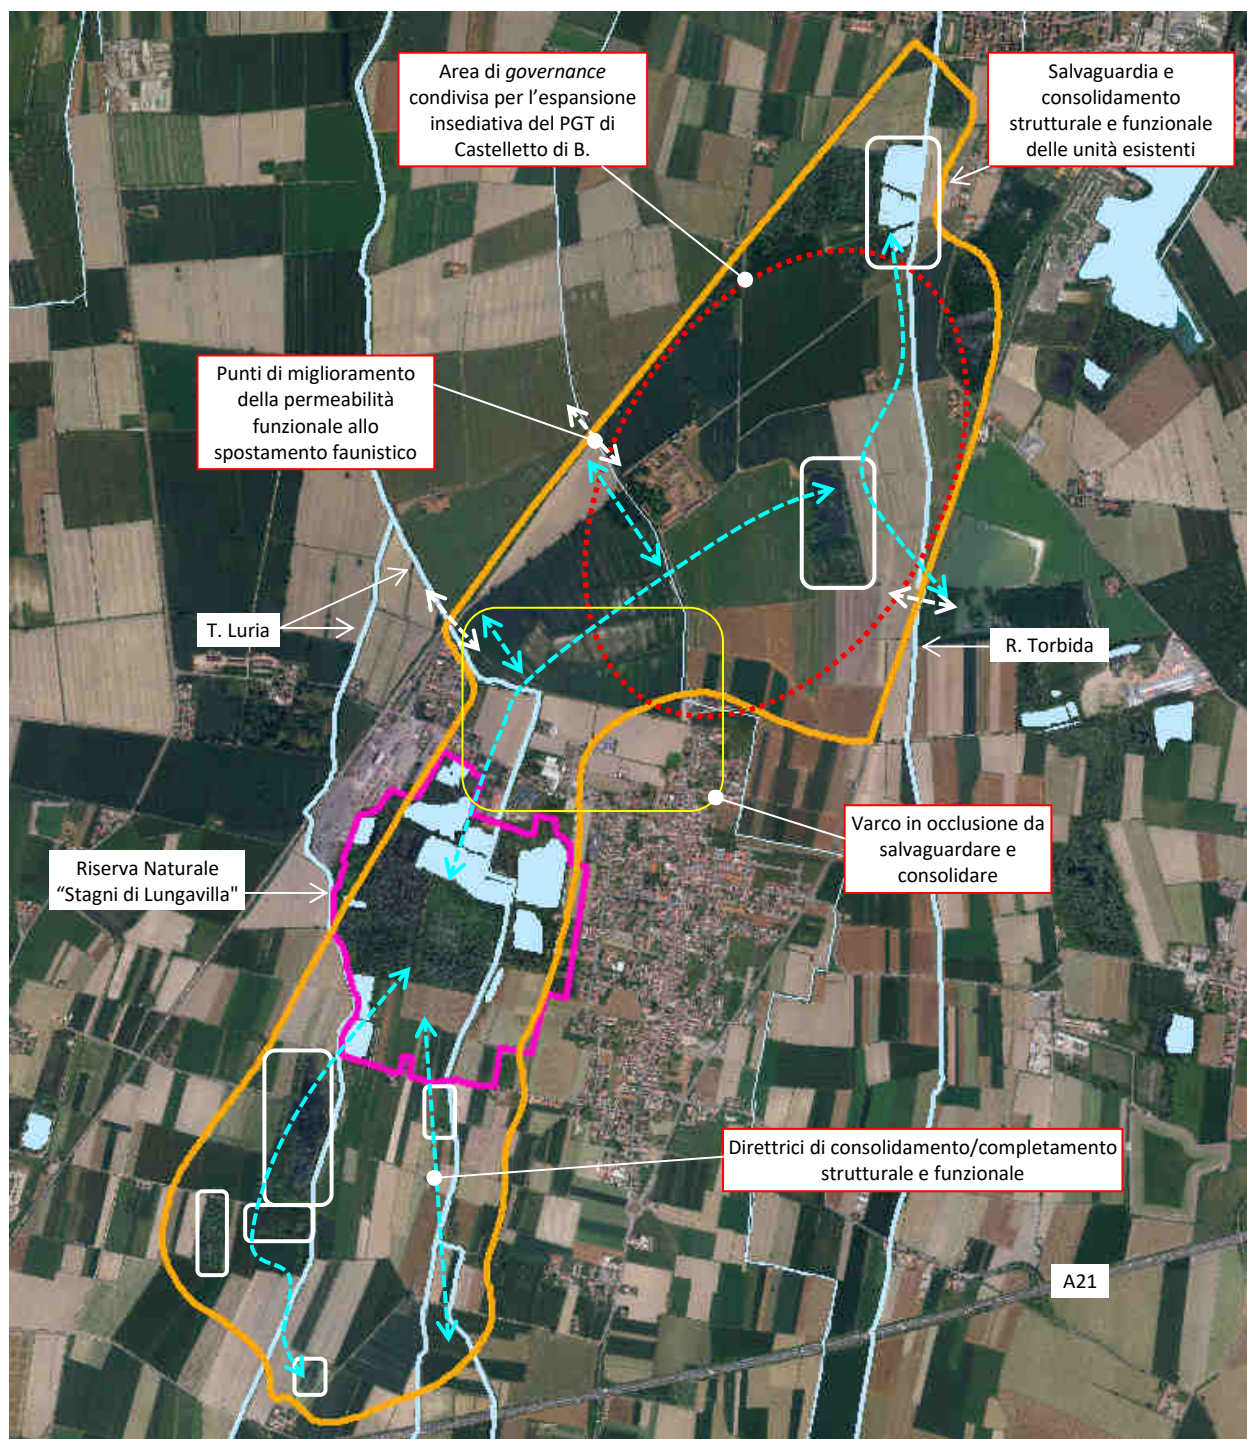 Area di governance
condivisa per l'espansione
insediativa del PGT di
Castelletto di B.
Salvaguardia e
consolidamento
strutturale e funzionale
delle unità esistenti
Punti di miglioramento
della permeabilità
funzionale allo
spostamento faunistico
T. Luria
R. Torbida
Varco in occlusione da
salvaguardare e
consolidare
Riserva Naturale
“Stagni di Lungavilla"
Direttrici di consolidamento/completamento
strutturale e funzionale
A21